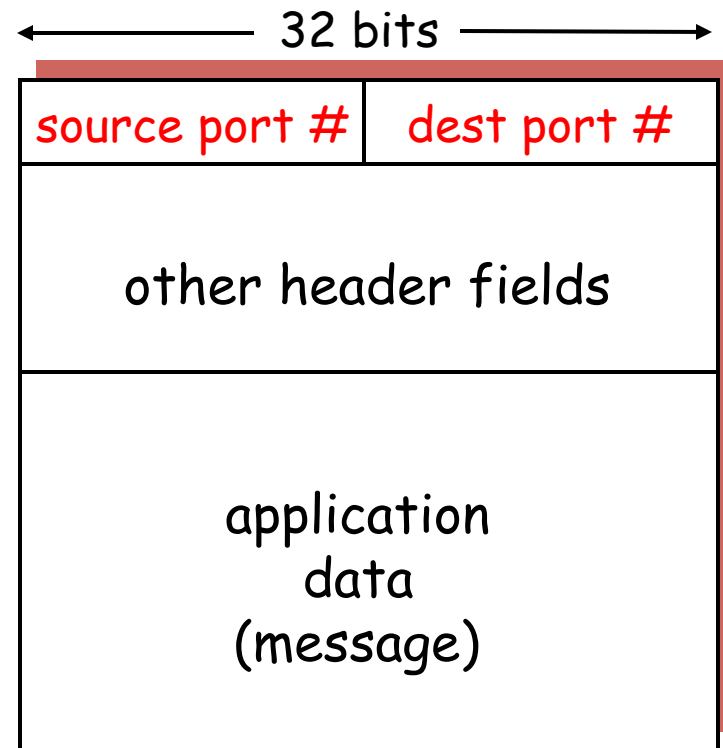 32 bits
source port # dest port #
other header fields
application
data
(message)